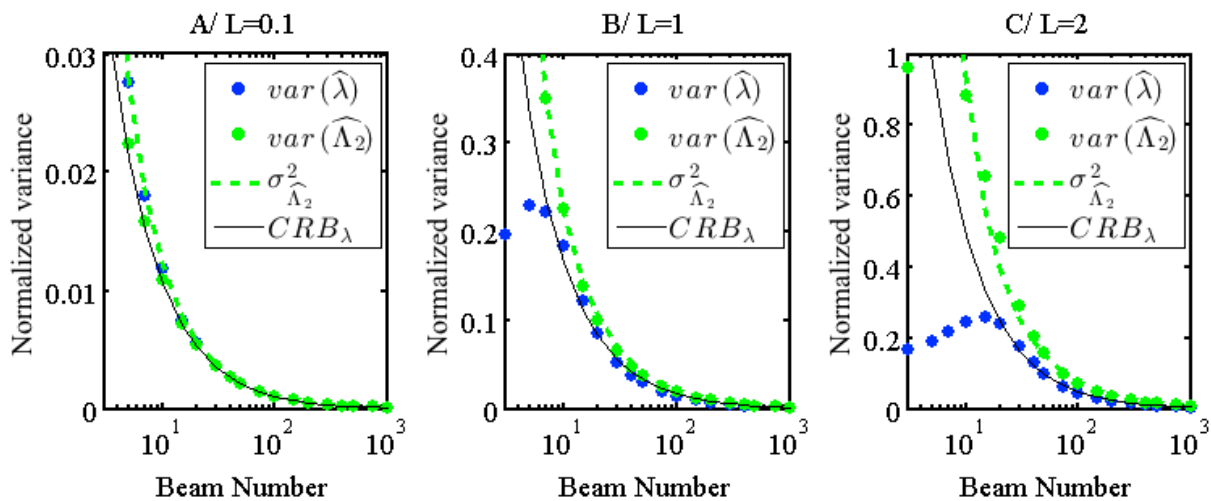 A/ L=0.1
Normalized variance
0.03
0.02
0.01
0
var(λ̂)
var(Λ̂₂)
σ²_Λ̂₂
CRB_λ
10¹ 10² 10³
Beam Number
B/ L=1
Normalized variance
0.4
0.3
0.2
0.1
0
var(λ̂)
var(Λ̂₂)
σ²_Λ̂₂
CRB_λ
10¹ 10² 10³
Beam Number
C/ L=2
Normalized variance
1
0.8
0.6
0.4
0.2
0
var(λ̂)
var(Λ̂₂)
σ²_Λ̂₂
CRB_λ
10¹ 10² 10³
Beam Number